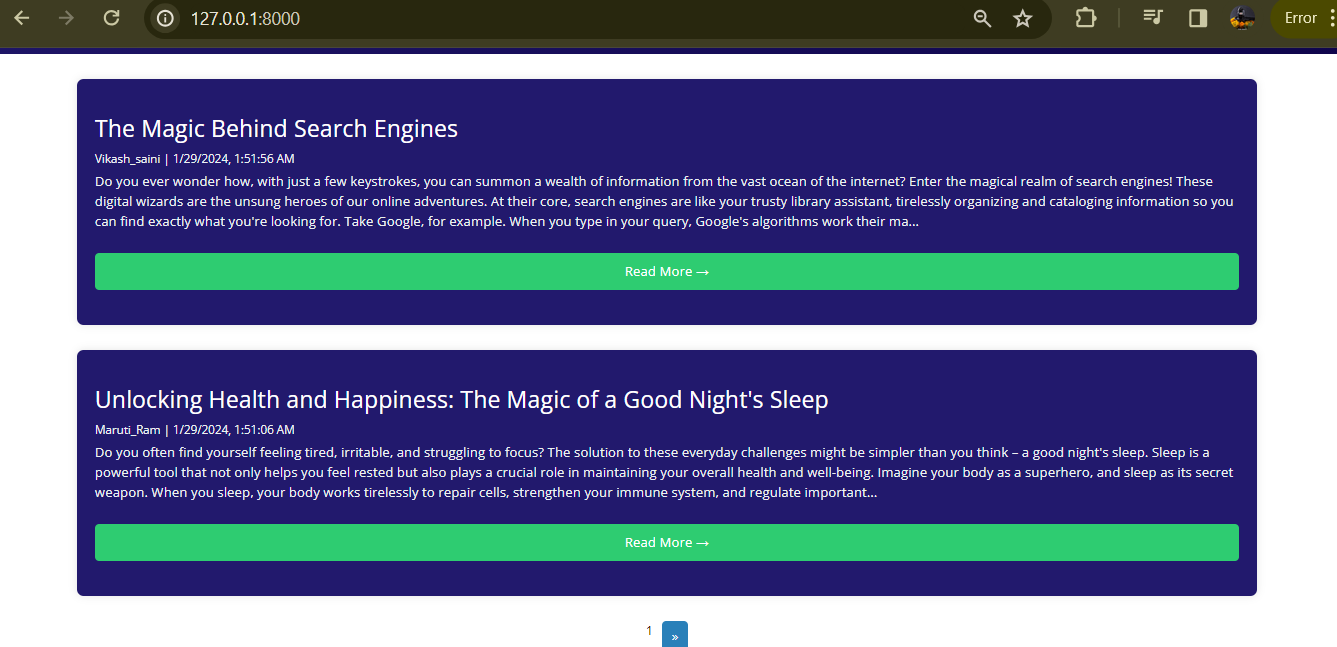 127.0.0.1:8000
Error
The Magic Behind Search Engines
Vikash_saini | 1/29/2024, 1:51:56 AM
Do you ever wonder how, with just a few keystrokes, you can summon a wealth of information from the vast ocean of the internet? Enter the magical realm of search engines! These
digital wizards are the unsung heroes of our online adventures. At their core, search engines are like your trusty library assistant, tirelessly organizing and cataloging information so you
can find exactly what you're looking for. Take Google, for example. When you type in your query, Google's algorithms work their ma...
Read More →
Unlocking Health and Happiness: The Magic of a Good Night's Sleep
Maruti_Ram | 1/29/2024, 1:51:06 AM
Do you often find yourself feeling tired, irritable, and struggling to focus? The solution to these everyday challenges might be simpler than you think – a good night's sleep. Sleep is a
powerful tool that not only helps you feel rested but also plays a crucial role in maintaining your overall health and well-being. Imagine your body as a superhero, and sleep as its secret
weapon. When you sleep, your body works tirelessly to repair cells, strengthen your immune system, and regulate important...
Read More →
1 »